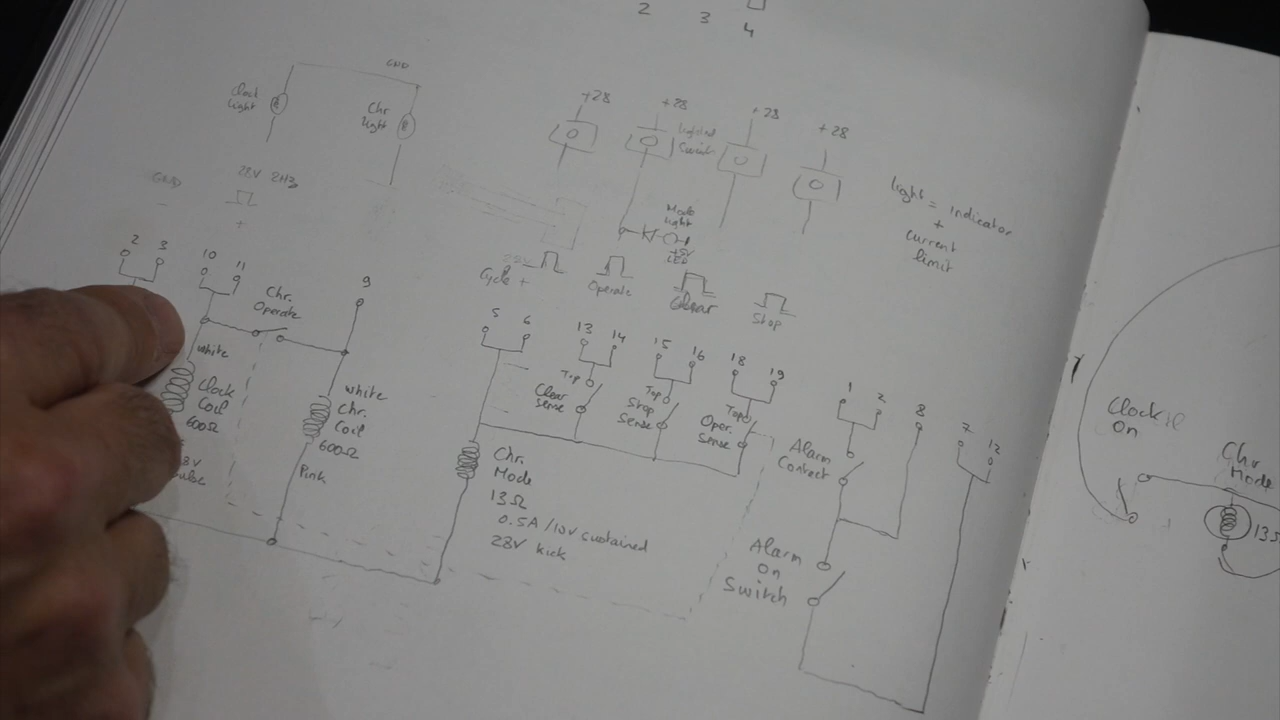 2 3 4
GND
Clock
Light
Chr
Light
+28 +28 +28 +28
Lighted
Switch
light = indicator
+
current
limit
GND
-
28V 2Hz
+
Mode
Light
+5V
LED
28V
Cycle +
Operate
Clear
Stop
2 3
10 11
Chr.
Operate
9
5 6
13 14
15 16
18 19
1 2
8
7 12
Top
Clear
Sense
Top
Stop
Sense
Top
Oper.
Sense
White
Clock
Coil
600Ω
White
Chr.
Coil
600Ω
Pink
Chr.
Mode
13Ω
0.5A/10V sustained
28V kick
Alarm
Contact
Alarm
On
Switch
Clock
On
Chr
Mode